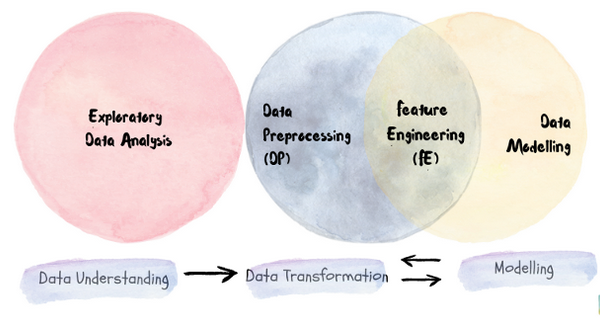 Exploratory
Data Analysis
Data
Preprocessing
(DP)
Feature
Engineering
(FE)
Data
Modelling
Data Understanding
Data Transformation
Modelling